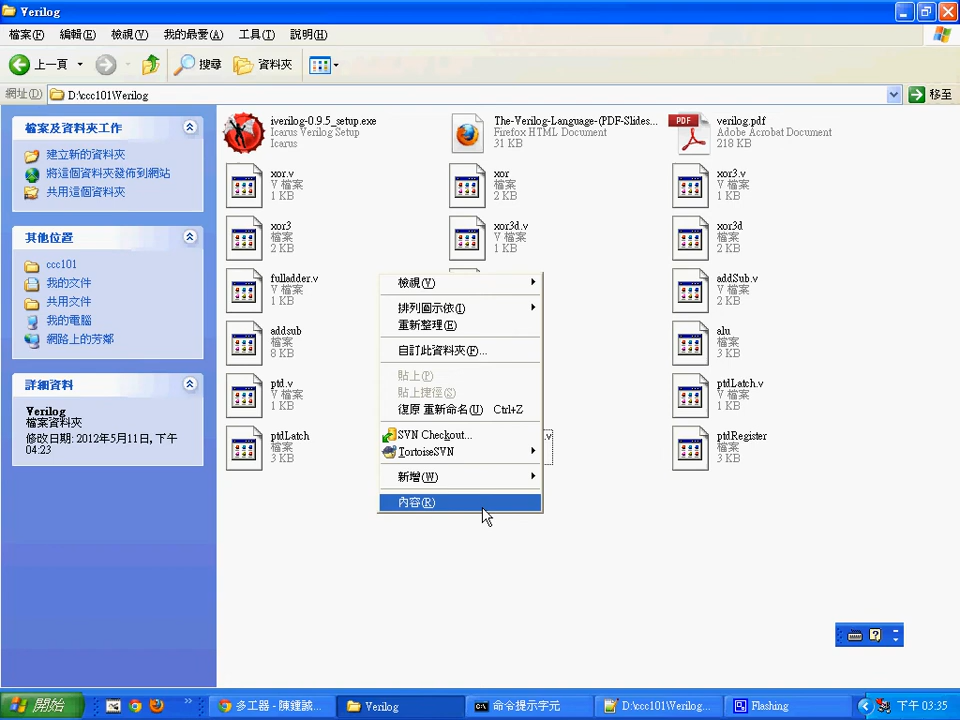 Verilog
檔案(F) 編輯(E) 檢視(V) 我的最愛(A) 工具(T) 說明(H)
上一頁 搜尋 資料夾
網址(D) D:\ccc101\Verilog 移至
檔案及資料夾工作
建立新的資料夾
將這個資料夾發佈到網站
共用這個資料夾
其他位置
ccc101
我的文件
共用文件
我的電腦
網路上的芳鄰
詳細資料
Verilog
檔案資料夾
修改日期: 2012年5月11日, 下午
04:23
iverilog-0.9.5_setup.exe
Icarus Verilog Setup
Icarus
The-Verilog-Language-(PDF-Slides...
Firefox HTML Document
31 KB
verilog.pdf
Adobe Acrobat Document
218 KB
xor.v
V 檔案
1 KB
xor
檔案
2 KB
xor3.v
V 檔案
1 KB
xor3
檔案
2 KB
xor3d.v
V 檔案
1 KB
xor3d
檔案
2 KB
fulladder.v
V 檔案
1 KB
addSub.v
V 檔案
2 KB
addsub
檔案
8 KB
alu
檔案
3 KB
ptd.v
V 檔案
1 KB
ptdLatch.v
V 檔案
1 KB
ptdLatch
檔案
3 KB
.v
ptdRegister
檔案
3 KB
檢視(V)
排列圖示依(I)
重新整理(E)
自訂此資料夾(F)...
貼上(P)
貼上捷徑(S)
復原 重新命名(U) Ctrl+Z
SVN Checkout...
TortoiseSVN
新增(W)
內容(R)
開始
多工器 - 陳鍾誠...
Verilog
命令提示字元
D:\ccc101\Verilog...
Flashing
下午 03:35